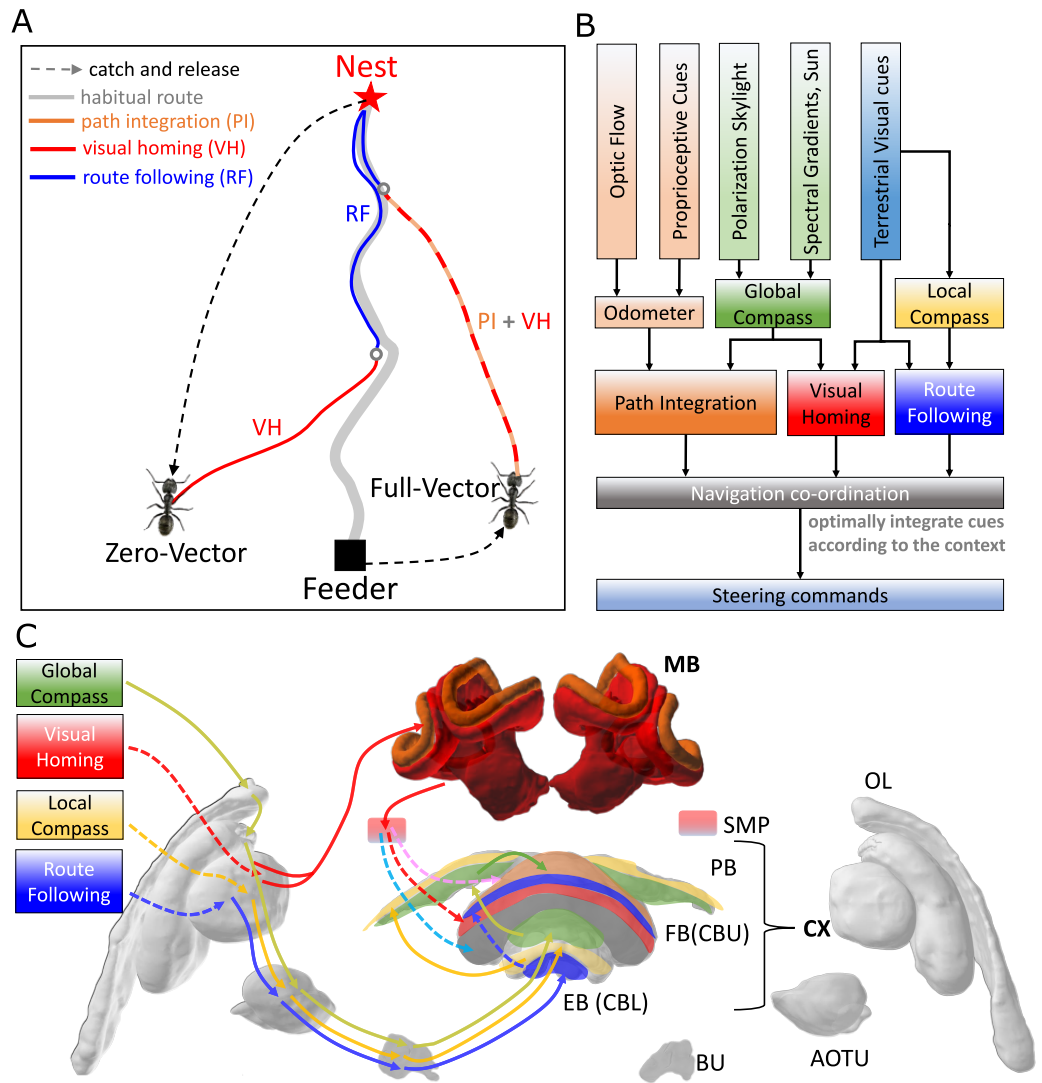 A
catch and release
habitual route
path integration (PI)
visual homing (VH)
route following (RF)
Nest
RF
PI + VH
VH
Full-Vector
Zero-Vector
Feeder
B
Optic Flow
Proprioceptive Cues
Polarization Skylight
Spectral Gradients, Sun
Terrestrial Visual cues
Odometer
Global
Compass
Local
Compass
Path Integration
Visual
Homing
Route
Following
Navigation co-ordination
optimally integrate cues
according to the context
Steering commands
C
Global
Compass
Visual
Homing
Local
Compass
Route
Following
MB
SMP
PB
FB(CBU)
EB (CBL)
CX
OL
AOTU
BU